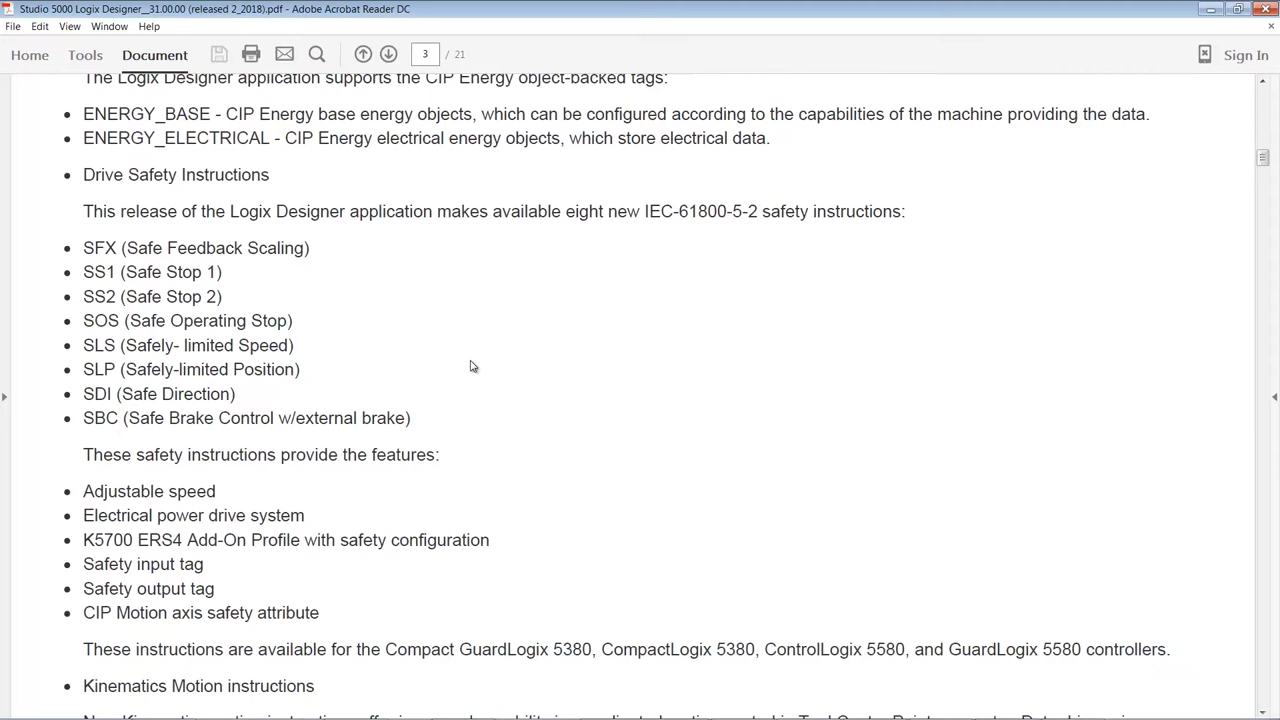 Studio 5000 Logix Designer__31.00.00 (released 2_2018).pdf - Adobe Acrobat Reader DC
File Edit View Window Help
Home Tools Document 3 / 21 Sign In
The Logix Designer application supports the CIP Energy object-backed tags:
• ENERGY_BASE - CIP Energy base energy objects, which can be configured according to the capabilities of the machine providing the data.
• ENERGY_ELECTRICAL - CIP Energy electrical energy objects, which store electrical data.
• Drive Safety Instructions
This release of the Logix Designer application makes available eight new IEC-61800-5-2 safety instructions:
• SFX (Safe Feedback Scaling)
• SS1 (Safe Stop 1)
• SS2 (Safe Stop 2)
• SOS (Safe Operating Stop)
• SLS (Safely- limited Speed)
• SLP (Safely-limited Position)
• SDI (Safe Direction)
• SBC (Safe Brake Control w/external brake)
These safety instructions provide the features:
• Adjustable speed
• Electrical power drive system
• K5700 ERS4 Add-On Profile with safety configuration
• Safety input tag
• Safety output tag
• CIP Motion axis safety attribute
These instructions are available for the Compact GuardLogix 5380, CompactLogix 5380, ControlLogix 5580, and GuardLogix 5580 controllers.
• Kinematics Motion instructions